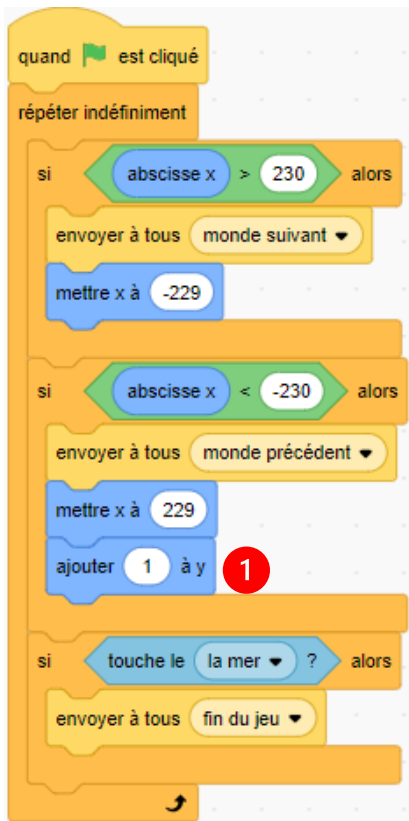 quand est cliqué
répéter indéfiniment
si abscisse x > 230 alors
envoyer à tous monde suivant
mettre x à -229
si abscisse x < -230 alors
envoyer à tous monde précédent
mettre x à 229
ajouter 1 à y 1
si touche le la mer ? alors
envoyer à tous fin du jeu